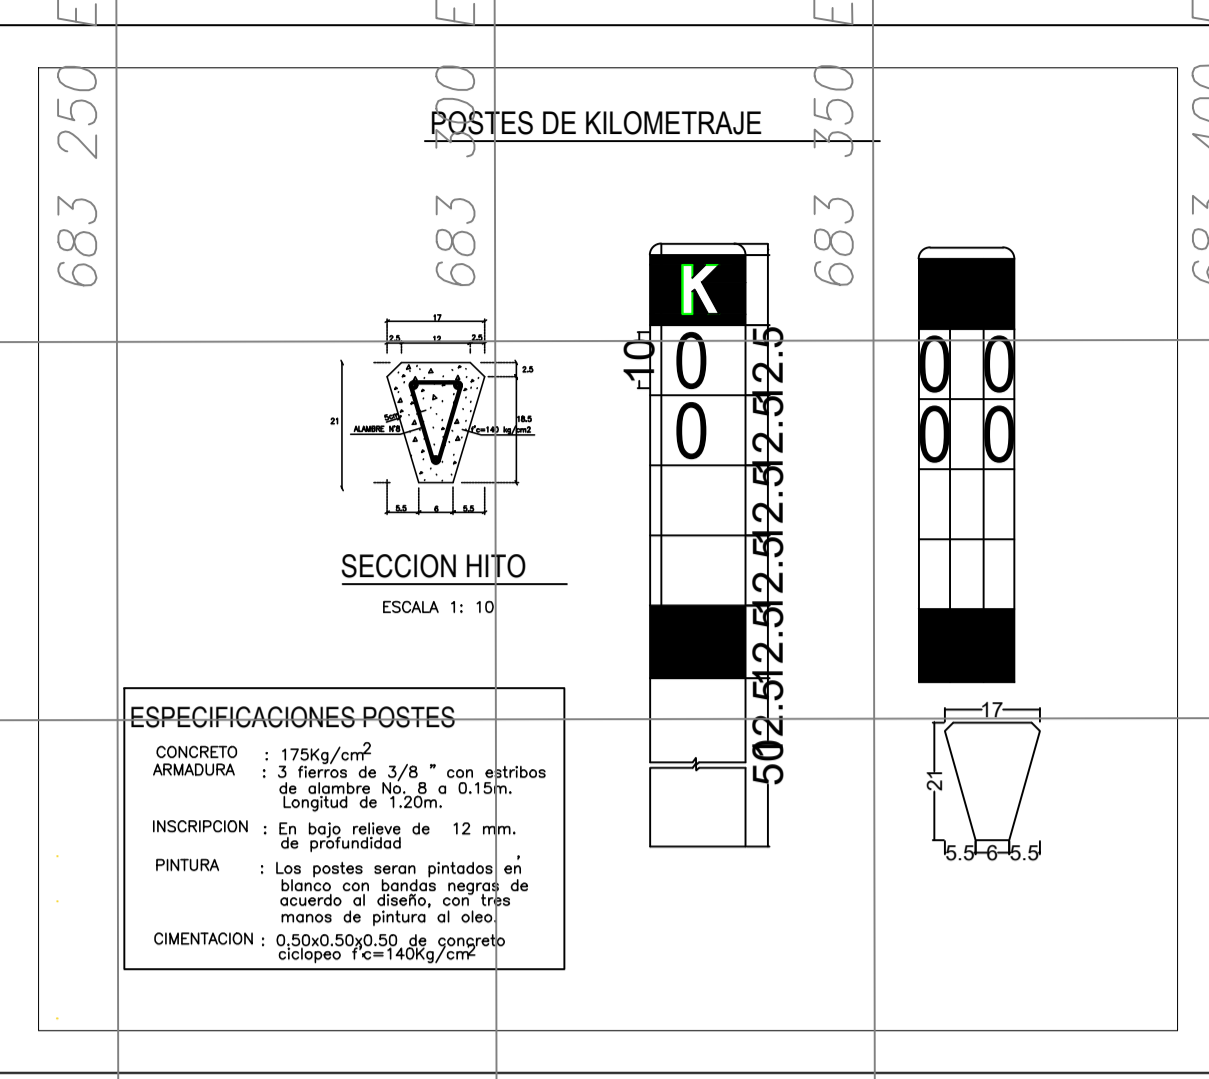 683 250 E
683 300 E
683 350 E
683 400 E
POSTES DE KILOMETRAJE
K
0
0
10
12.5
12.5
12.5
12.5
12.5
12.5
50
0 0
0 0
17
2.5 12 2.5
2.5
21
18.5
5cm
ALAMBRE Nº8
f'c=140 kg/cm2
5.5 6 5.5
SECCION HITO
ESCALA 1: 10
17
21
5.5 6 5.5
ESPECIFICACIONES POSTES
CONCRETO : 175Kg/cm2
ARMADURA : 3 fierros de 3/8 " con estribos
de alambre No. 8 a 0.15m.
Longitud de 1.20m.
INSCRIPCION : En bajo relieve de 12 mm.
de profundidad
PINTURA : Los postes seran pintados en
blanco con bandas negras de
acuerdo al diseño, con tres
manos de pintura al oleo.
CIMENTACION : 0.50x0.50x0.50 de concreto
ciclopeo f'c=140Kg/cm2